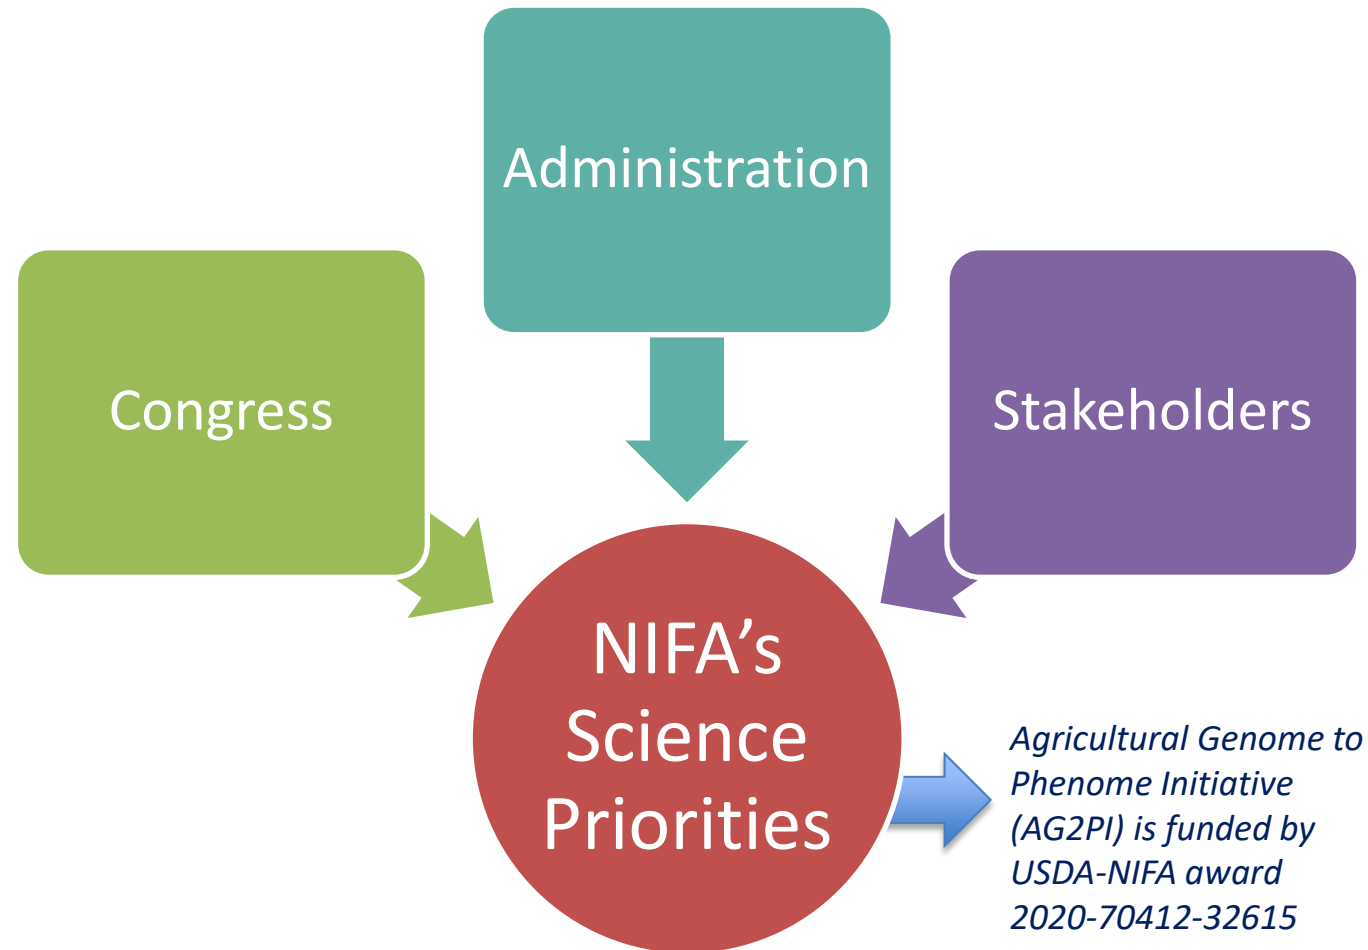 Administration
Congress
Stakeholders
NIFA’s
Science
Priorities
Agricultural Genome to
Phenome Initiative
(AG2PI) is funded by
USDA-NIFA award
2020-70412-32615